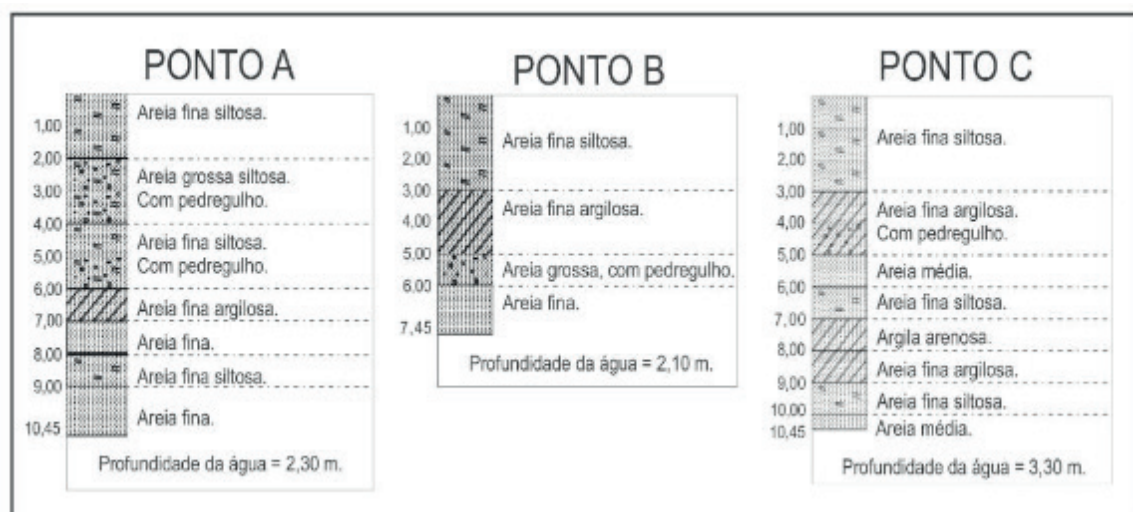 PONTO A
1,00
Areia fina siltosa.
2,00
Areia grossa siltosa.
3,00
Com pedregulho.
4,00
Areia fina siltosa.
5,00
Com pedregulho.
6,00
Areia fina argilosa.
7,00
Areia fina.
8,00
Areia fina siltosa.
9,00
Areia fina.
10,45
Profundidade da água = 2,30 m.
PONTO B
1,00
Areia fina siltosa.
2,00
3,00
Areia fina argilosa.
4,00
5,00
Areia grossa, com pedregulho.
6,00
Areia fina.
7,45
Profundidade da água = 2,10 m.
PONTO C
1,00
Areia fina siltosa.
2,00
3,00
Areia fina argilosa.
4,00
Com pedregulho.
5,00
Areia média.
6,00
Areia fina siltosa.
7,00
Argila arenosa.
8,00
Areia fina argilosa.
9,00
Areia fina siltosa.
10,00
Areia média.
10,45
Profundidade da água = 3,30 m.